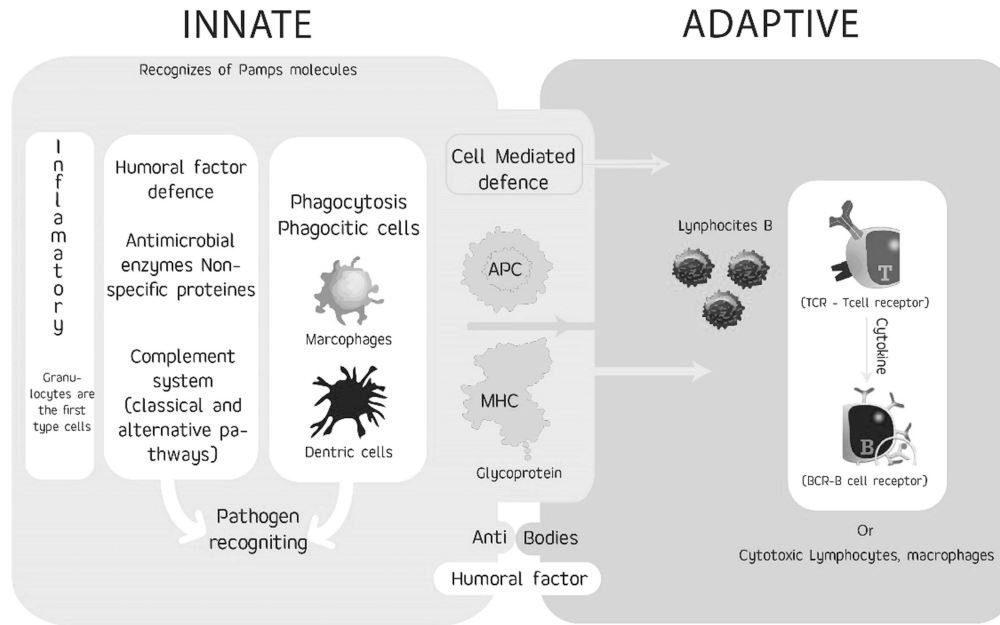 INNATE
ADAPTIVE
Recognizes of Pamps molecules
Inflamatory
Granu-
locytes are
the first
type cells
Humoral factor
defence
Antimicrobial
enzymes Non-
specific proteines
Complement
system
(classical and
alternative pa-
thways)
Phagocytosis
Phagocitic cells
Marcophages
Dentric cells
Pathogen
recogniting
Cell Mediated
defence
APC
MHC
Glycoprotein
Anti Bodies
Humoral factor
Lynphocites B
T
(TCR - Tcell receptor)
Cytokine
B
(BCR-B cell receptor)
Or
Cytotoxic Lymphocytes, macrophages